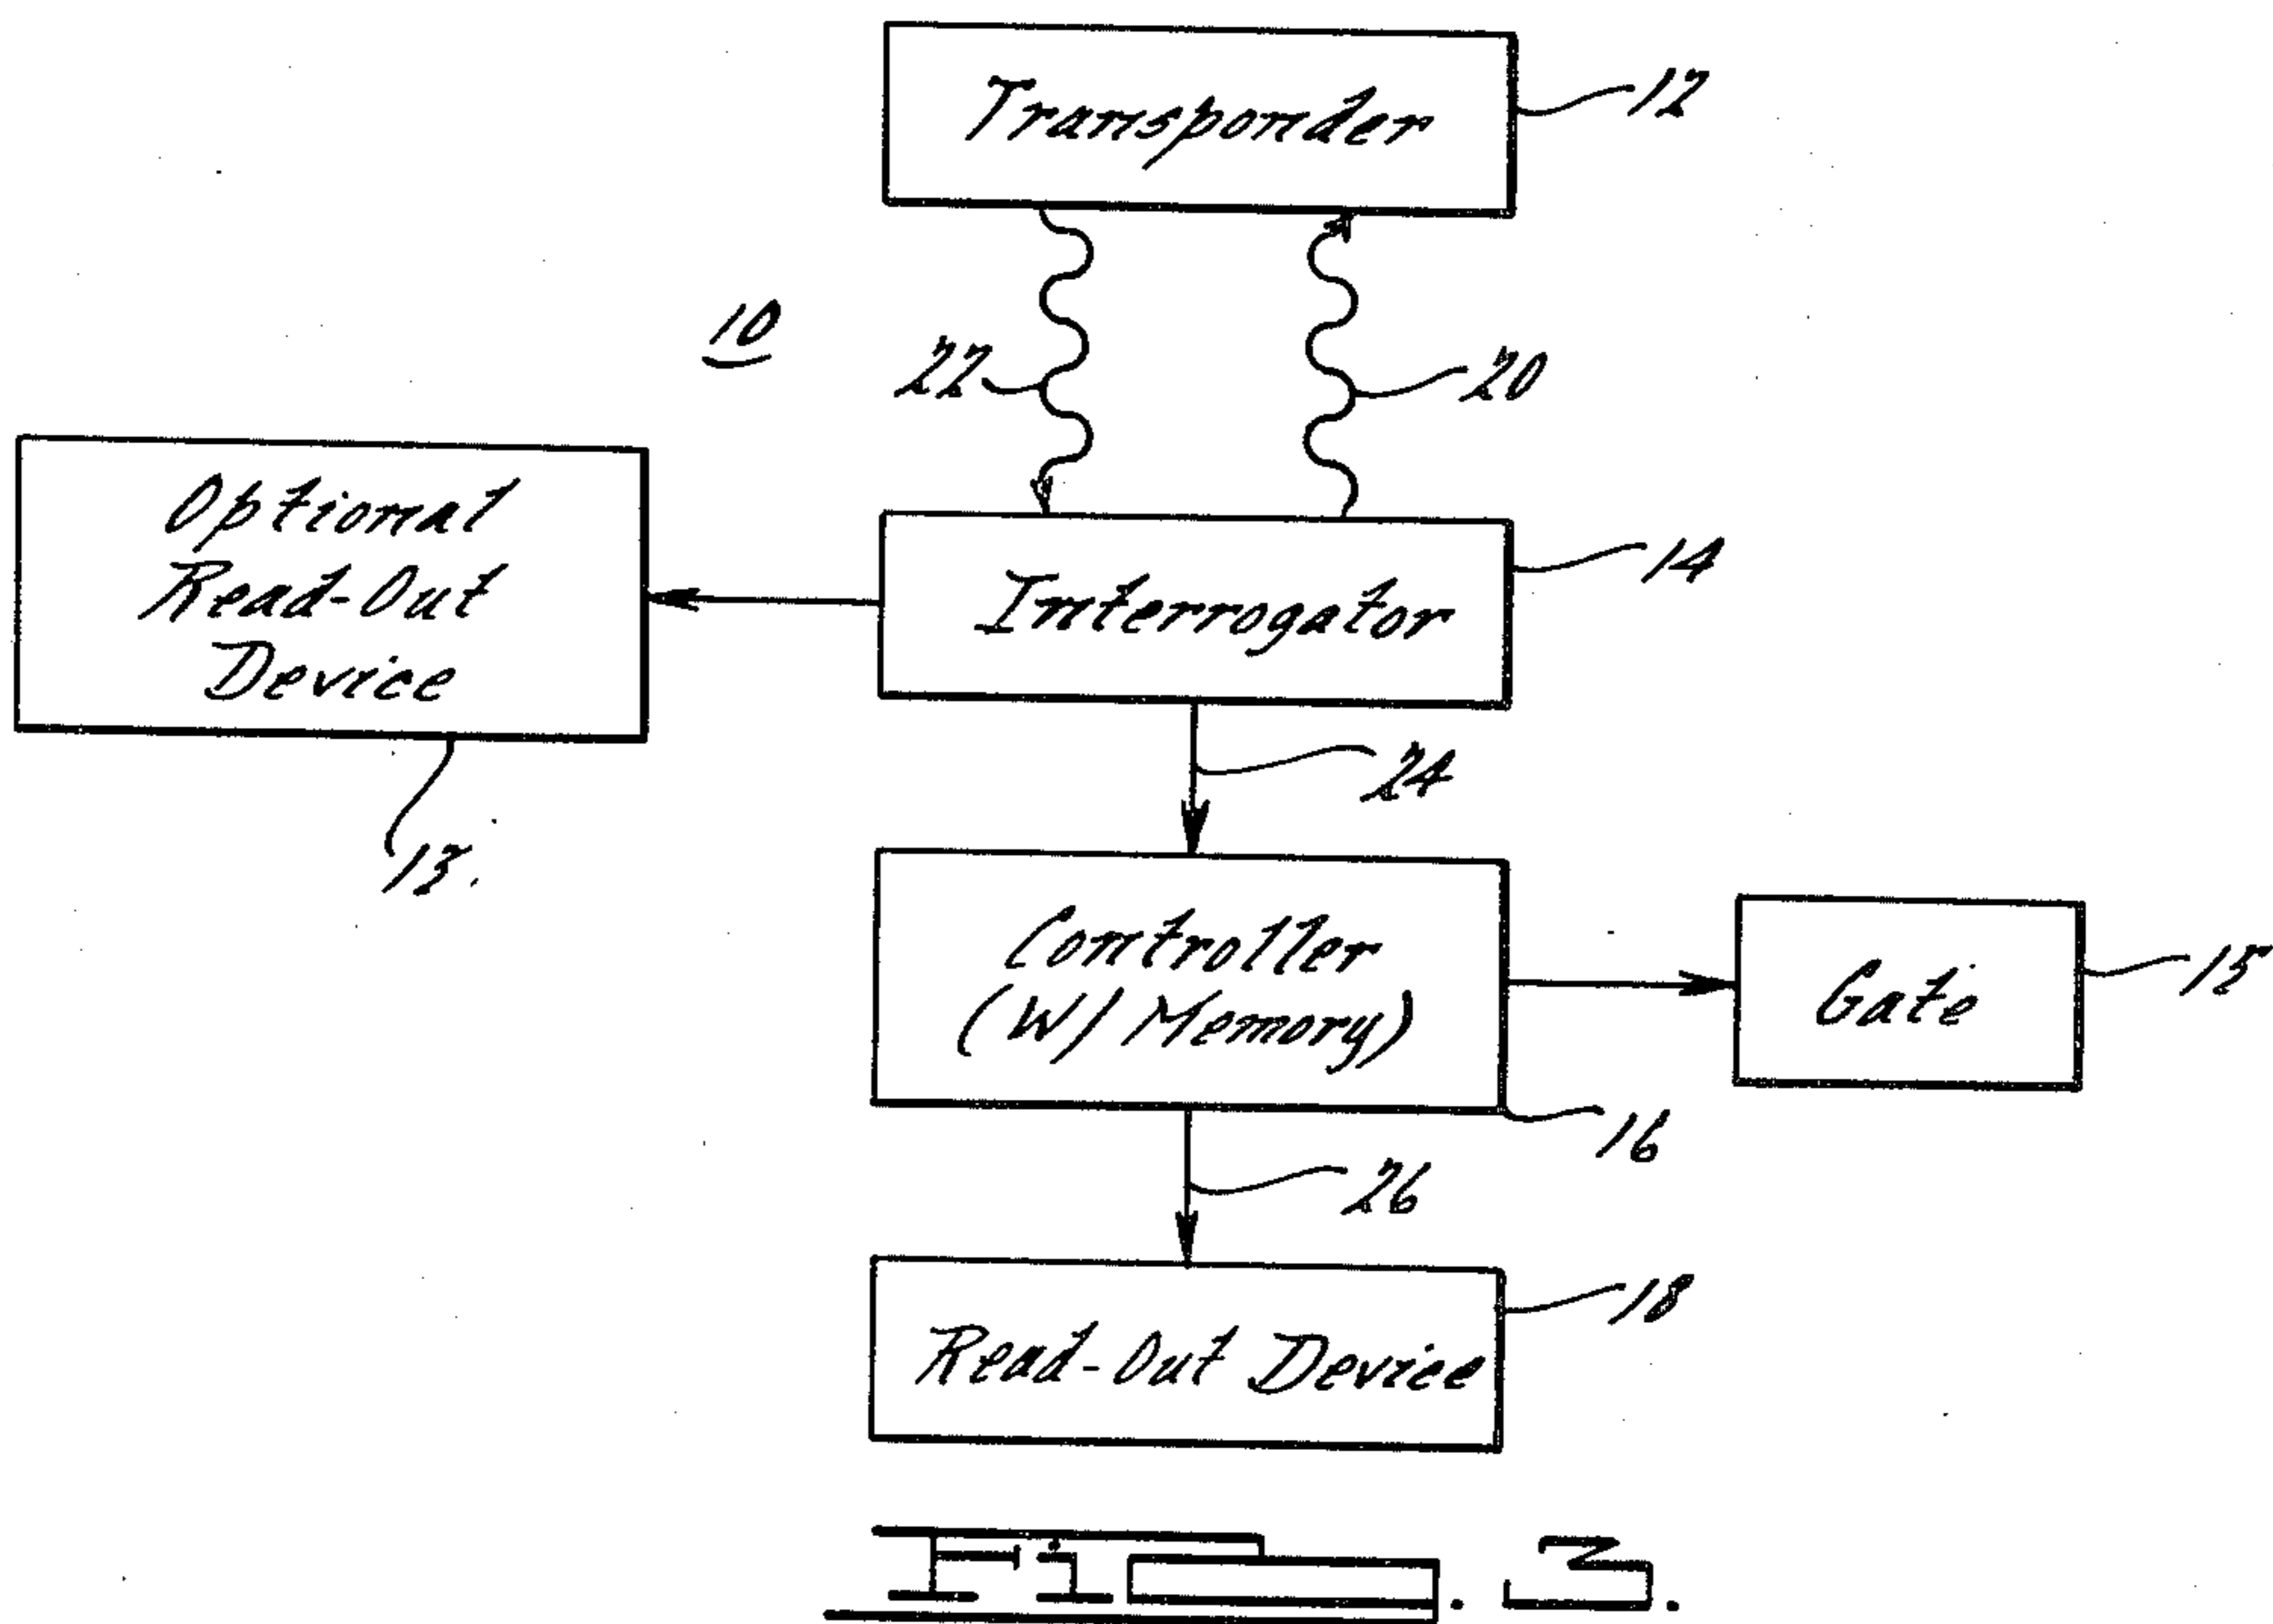 Transponder
12
10
22
20
Optional
Read-Out
Device
13.
Interrogator
14
24
Controller
(W/ Memory)
16
Gate
15
26
Read-Out Device
18
Fig. 3.